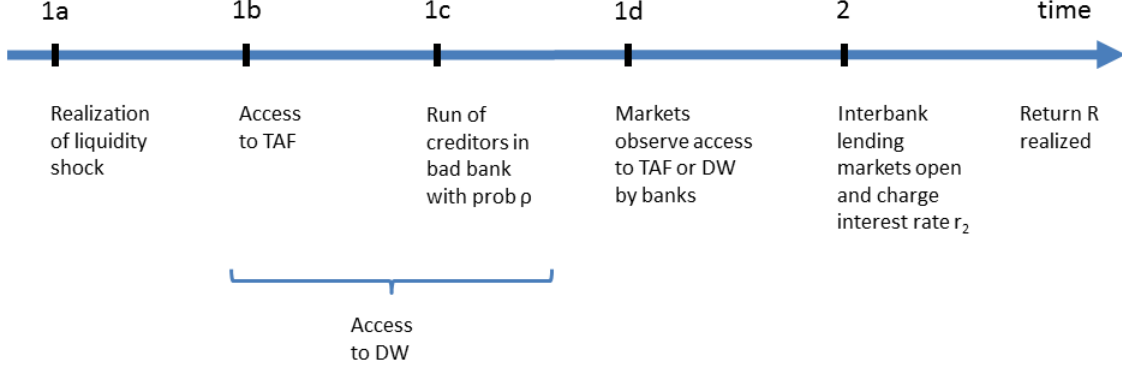 1a 1b 1c 1d 2 time
Realization
of liquidity
shock
Access
to TAF
Run of
creditors in
bad bank
with prob ρ
Markets
observe access
to TAF or DW
by banks
Interbank
lending
markets open
and charge
interest rate r₂
Return R
realized
Access
to DW